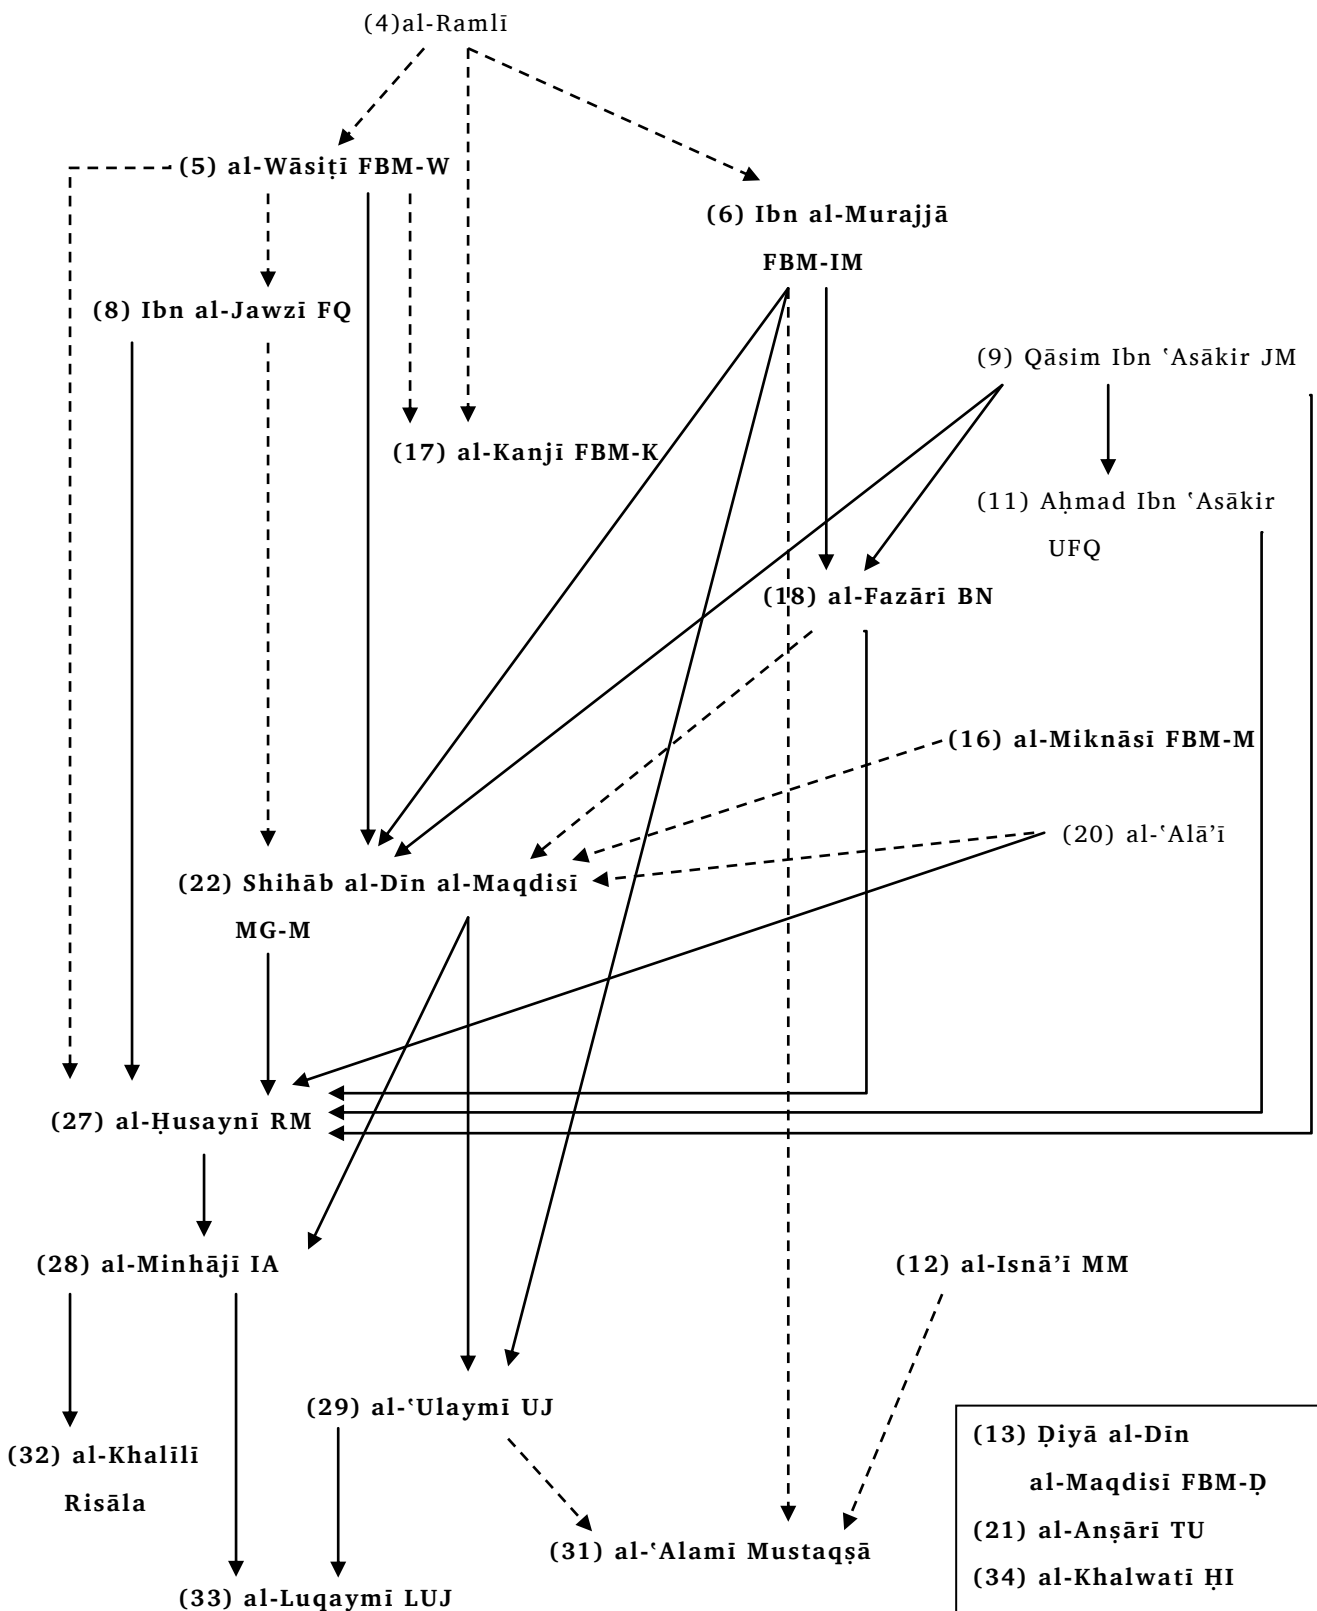 (4)al-Ramlī
(5) al-Wāsiṭī FBM-W
(6) Ibn al-Murajjā
FBM-IM
(8) Ibn al-Jawzī FQ
(9) Qāsim Ibn ʿAsākir JM
(17) al-Kanjī FBM-K
(11) Aḥmad Ibn ʿAsākir
UFQ
(18) al-Fazārī BN
(16) al-Miknāsī FBM-M
(20) al-ʿAlā’ī
(22) Shihāb al-Dīn al-Maqdisī
MG-M
(27) al-Ḥusaynī RM
(28) al-Minhājī IA
(12) al-Isnā’ī MM
(29) al-ʿUlaymī UJ
(32) al-Khalīlī
Risāla
(31) al-ʿAlamī Mustaqṣā
(33) al-Luqaymī LUJ
(13) Ḍiyā al-Dīn
al-Maqdisī FBM-Ḍ
(21) al-Anṣārī TU
(34) al-Khalwatī ḤI